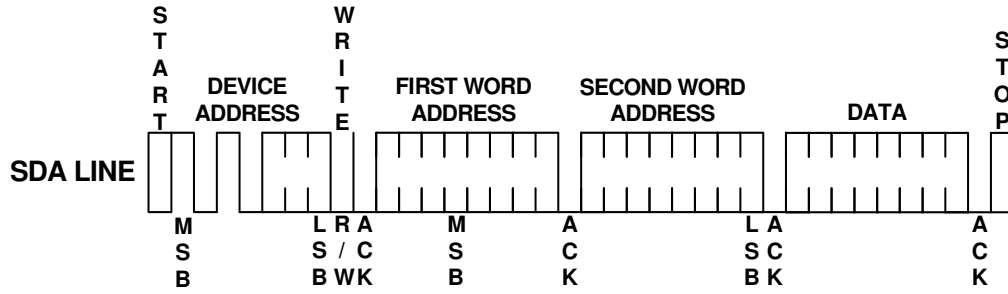 START
WRITE
STOP
DEVICE
ADDRESS
FIRST WORD
ADDRESS
SECOND WORD
ADDRESS
DATA
SDA LINE
MSB
LSB
R/W
ACK
MSB
ACK
LSB
ACK
ACK